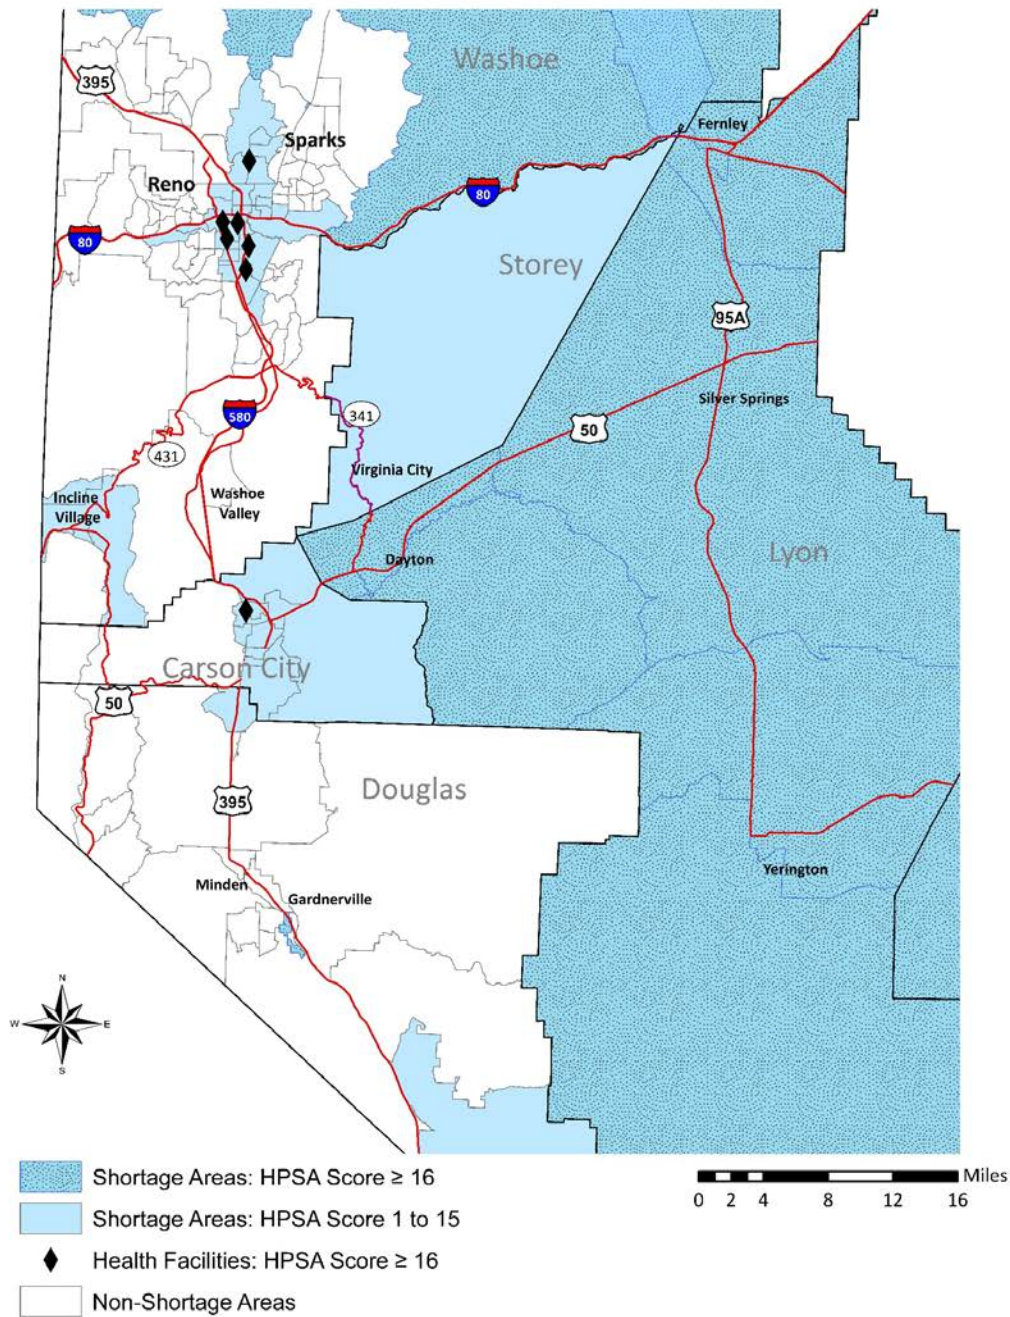 Washoe
395
Fernley
Sparks
Reno
80
80
Storey
95A
Silver Springs
50
341
580
431
Virginia City
Incline
Village
Washoe
Valley
Lyon
Dayton
Carson City
50
Douglas
395
Yerington
Minden
Gardnerville
N
W E
S
Shortage Areas: HPSA Score ≥ 16
Shortage Areas: HPSA Score 1 to 15
Health Facilities: HPSA Score ≥ 16
Non-Shortage Areas
Miles
0 2 4 8 12 16